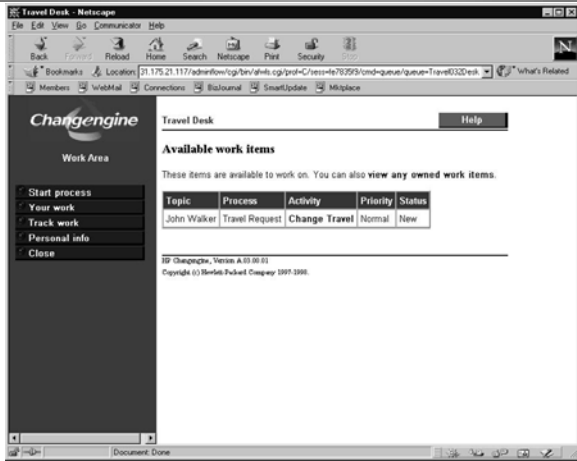 Travel Desk - Netscape
File Edit View Go Communicator Help
Back Forward Reload Home Search Netscape Print Security Stop
N
Bookmarks Location: 31.175.21.117/adminflow/cgi/bin/afwls.cgi/prof=C/sess=fe7835f9/cmd=queue/queue=Travel032Desk What's Related
Members WebMail Connections BizJournal SmartUpdate Mktplace
Changengine
Work Area
Start process
Your work
Track work
Personal info
Close
Travel Desk Help
Available work items
These items are available to work on. You can also view any owned work items.
Topic Process Activity Priority Status
John Walker Travel Request Change Travel Normal New
HP Changengine, Version A.03.00.01
Copyright (c) Hewlett-Packard Company 1997-1998.
Document: Done